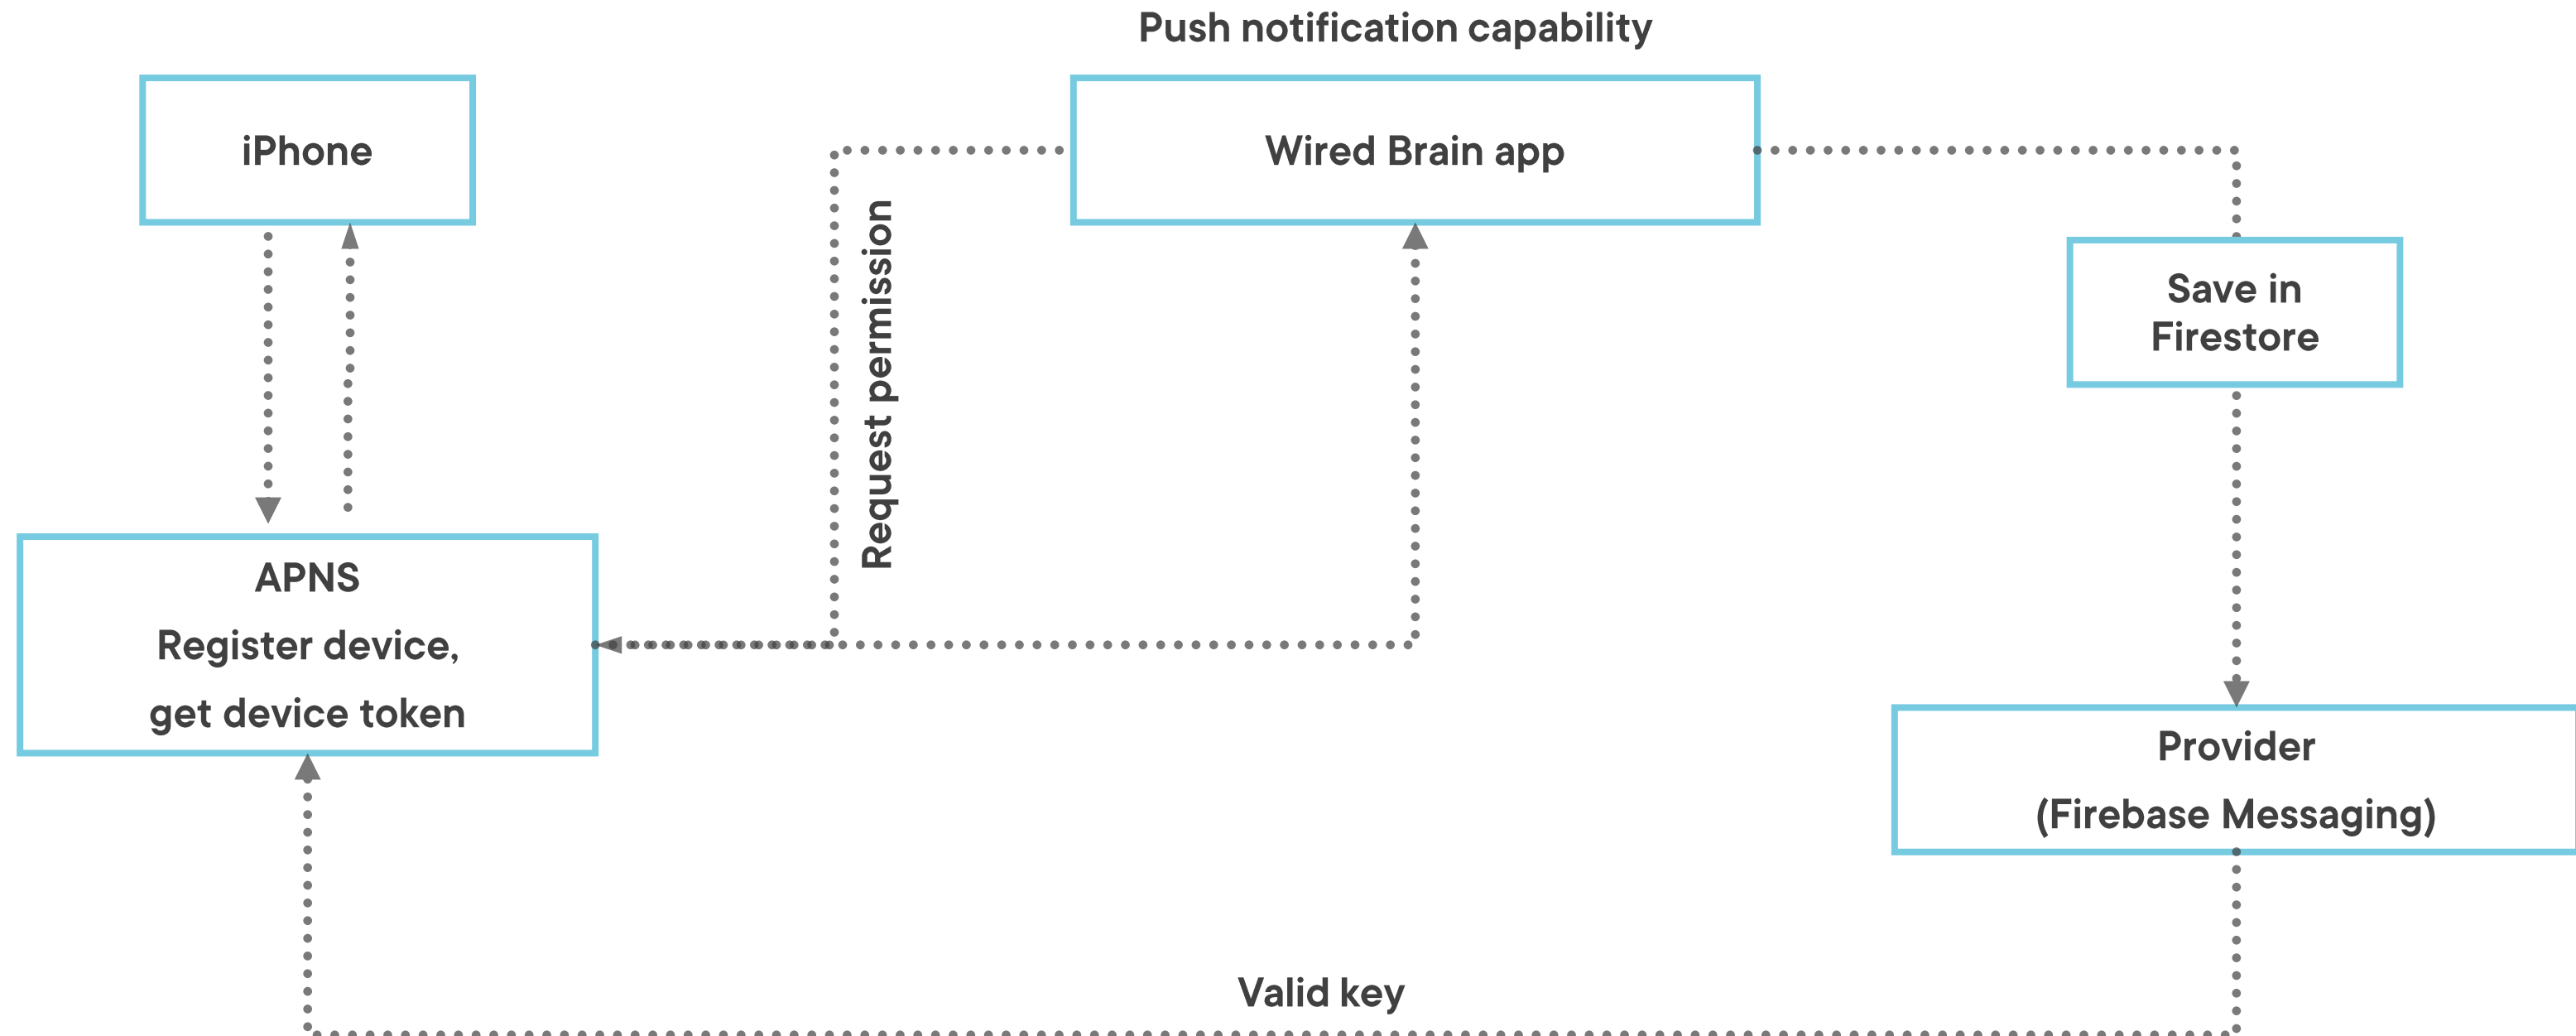 Push notification capability
iPhone
Wired Brain app
Request permission
Save in
Firestore
APNS
Register device,
get device token
Provider
(Firebase Messaging)
Valid key